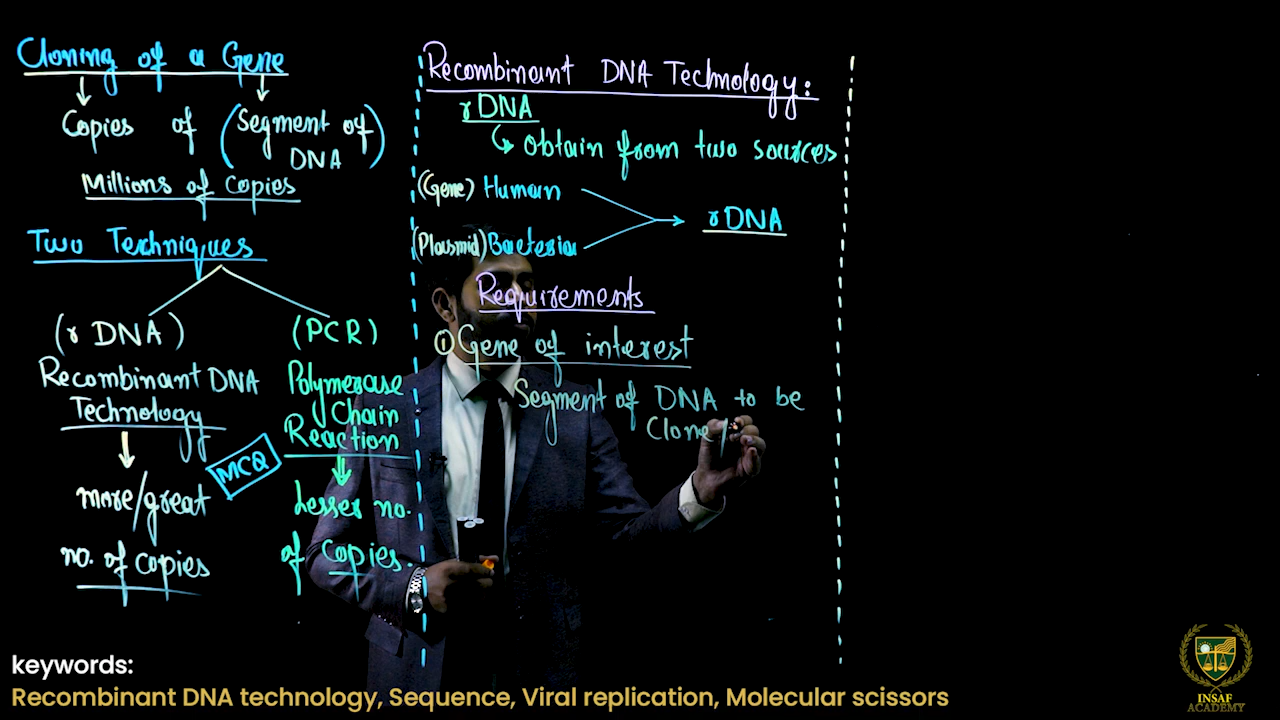 Cloning of a Gene
Copies of (Segment of
DNA)
Millions of copies
Two Techniques
(rDNA)
Recombinant DNA
Technology
more/great
no. of copies
MCQ
(PCR)
Polymerase
Chain
Reaction
Lesser no.
of copies.
Recombinant DNA Technology:
rDNA
obtain from two sources
(Gene) Human
(Plasmid) Bacteria
rDNA
Requirements
① Gene of interest
Segment of DNA to be
Clone/
keywords:
Recombinant DNA technology, Sequence, Viral replication, Molecular scissors
INSAF
ACADEMY